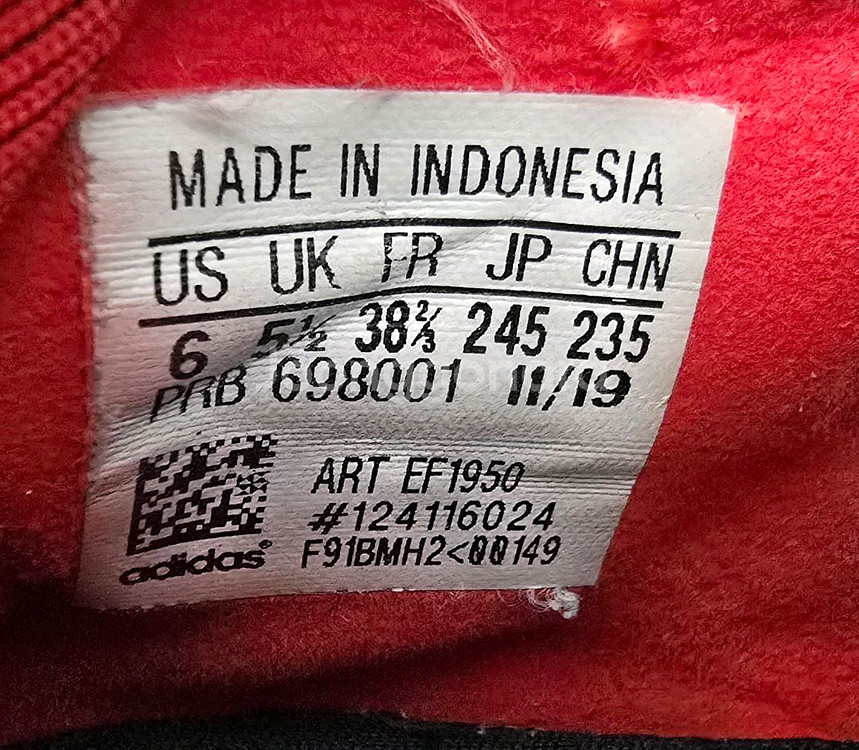 MADE IN INDONESIA
US UK FR JP CHN
6 5½ 38⅔ 245 235
PRB 698001 11/19
ART EF1950
#124116024
F91BMH2<00149
adidas®